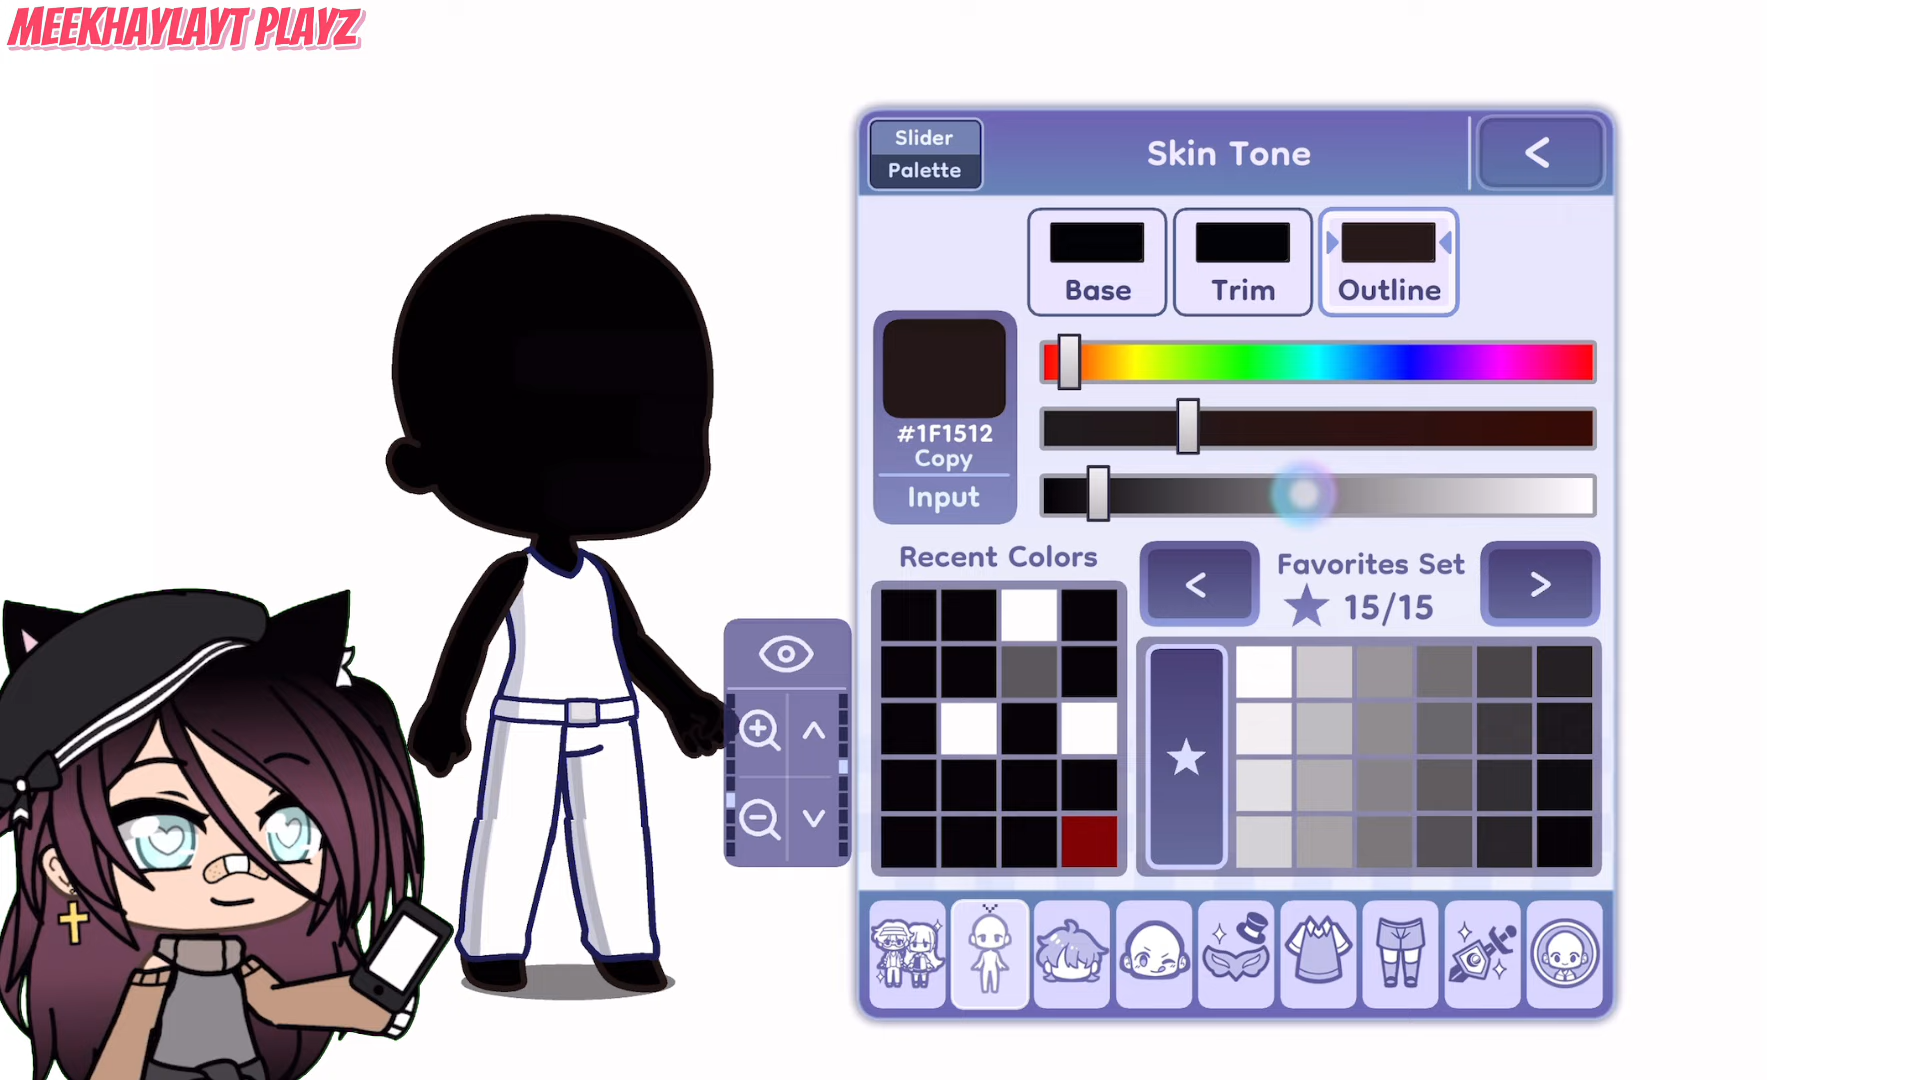 MEEKHAYLAYT PLAYZ
Slider
Palette
Skin Tone
<
Base
Trim
Outline
#1F1512
Copy
Input
Recent Colors
<
Favorites Set
15/15
>